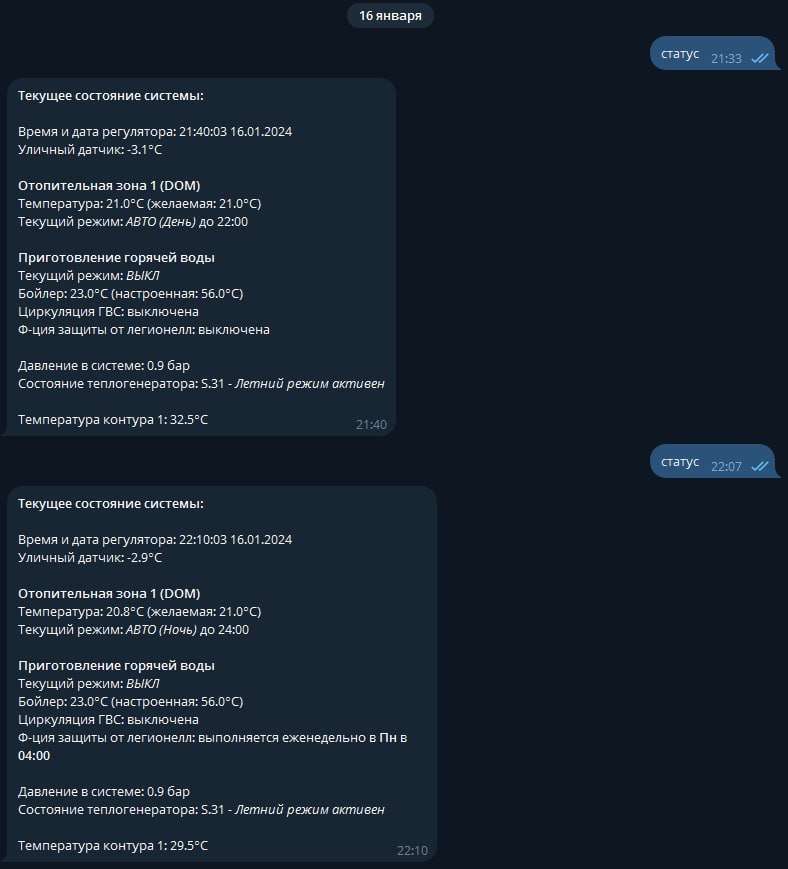 16 января
статус 21:33
Текущее состояние системы:
Время и дата регулятора: 21:40:03 16.01.2024
Уличный датчик: -3.1°C
Отопительная зона 1 (DOM)
Температура: 21.0°C (желаемая: 21.0°C)
Текущий режим: АВТО (День) до 22:00
Приготовление горячей воды
Текущий режим: ВЫКЛ
Бойлер: 23.0°C (настроенная: 56.0°C)
Циркуляция ГВС: выключена
Ф-ция защиты от легионелл: выключена
Давление в системе: 0.9 бар
Состояние теплогенератора: S.31 - Летний режим активен
Температура контура 1: 32.5°C
21:40
статус 22:07
Текущее состояние системы:
Время и дата регулятора: 22:10:03 16.01.2024
Уличный датчик: -2.9°C
Отопительная зона 1 (DOM)
Температура: 20.8°C (желаемая: 21.0°C)
Текущий режим: АВТО (Ночь) до 24:00
Приготовление горячей воды
Текущий режим: ВЫКЛ
Бойлер: 23.0°C (настроенная: 56.0°C)
Циркуляция ГВС: выключена
Ф-ция защиты от легионелл: выполняется еженедельно в Пн в
04:00
Давление в системе: 0.9 бар
Состояние теплогенератора: S.31 - Летний режим активен
Температура контура 1: 29.5°C
22:10